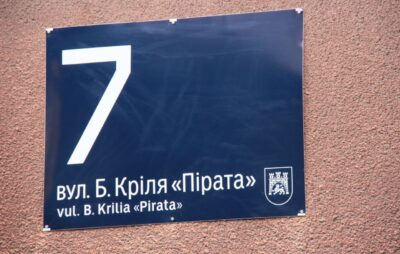 7
вул. Б. Кріля «Пірата»
vul. B. Krilia «Pirata»